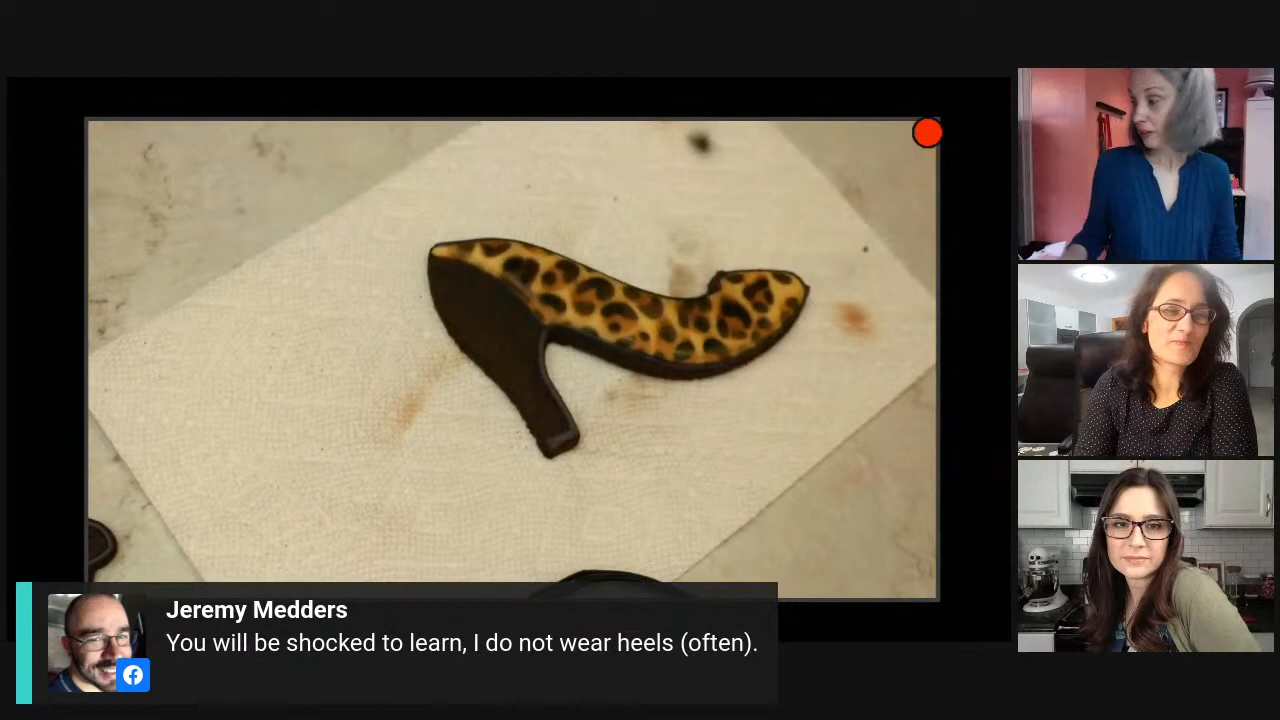 Jeremy Medders
You will be shocked to learn, I do not wear heels (often).